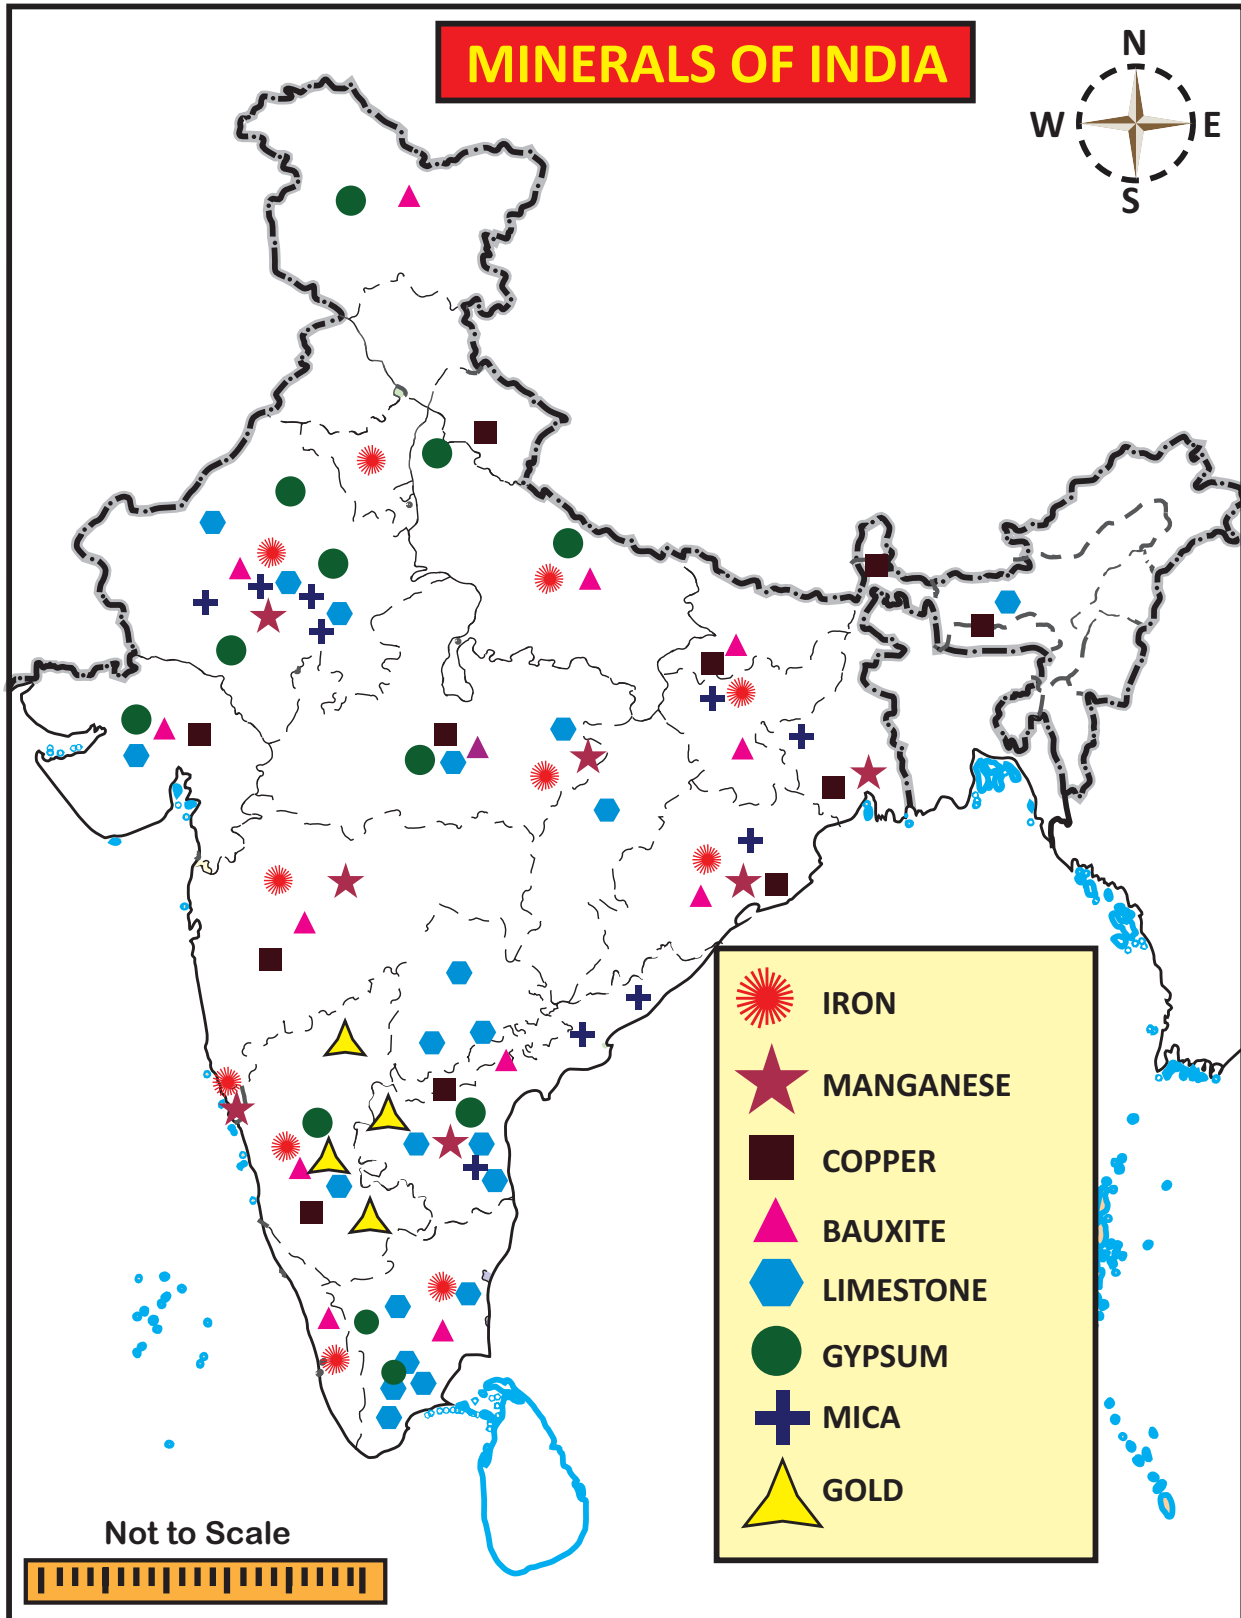 MINERALS OF INDIA
N
W
E
S
IRON
MANGANESE
COPPER
BAUXITE
LIMESTONE
GYPSUM
MICA
GOLD
Not to Scale